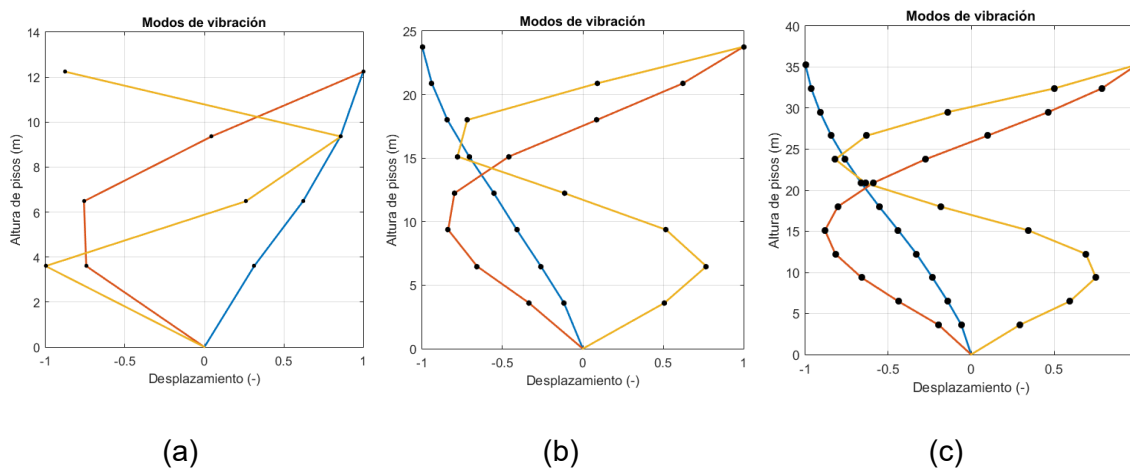 Modos de vibración
14
12
10
8
6
4
2
0
-1 -0.5 0 0.5 1
Altura de pisos (m)
Desplazamiento (-)
(a)
Modos de vibración
25
20
15
10
5
0
-1 -0.5 0 0.5 1
Altura de pisos (m)
Desplazamiento (-)
(b)
Modos de vibración
40
35
30
25
20
15
10
5
0
-1 -0.5 0 0.5
Altura de pisos (m)
Desplazamiento (-)
(c)